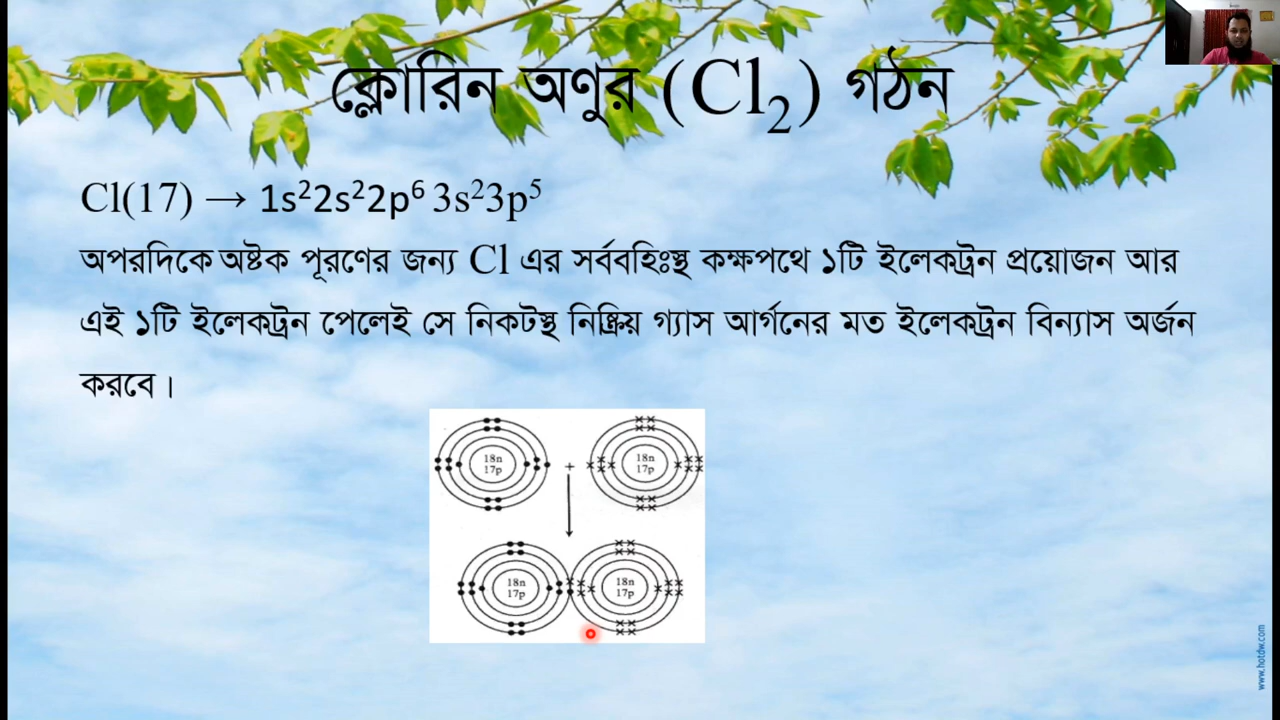 ক্লোরিন অণুর (Cl₂) গঠন
Cl(17) → 1s²2s²2p⁶ 3s²3p⁵
অপরদিকে অষ্টক পূরণের জন্য Cl এর সর্ববহিঃস্থ কক্ষপথে ১টি ইলেকট্রন প্রয়োজন আর
এই ১টি ইলেকট্রন পেলেই সে নিকটস্থ নিষ্ক্রিয় গ্যাস আর্গনের মত ইলেকট্রন বিন্যাস অর্জন
করবে।
18n
17p
+
18n
17p
18n
17p
18n
17p
www.hotdw.com